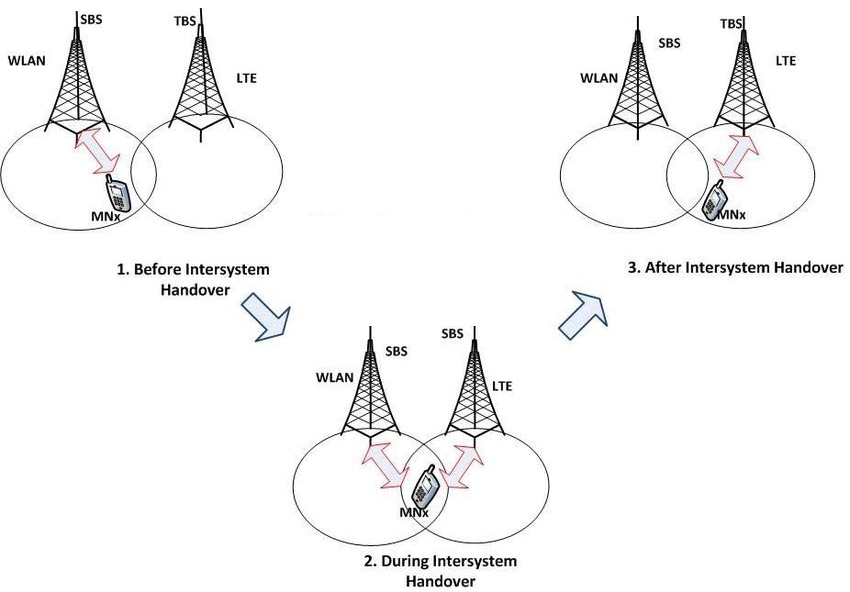 SBS
TBS
WLAN
LTE
MNx
1. Before Intersystem
Handover
TBS
SBS
LTE
WLAN
MNx
3. After Intersystem Handover
SBS
SBS
WLAN
LTE
MNx
2. During Intersystem
Handover